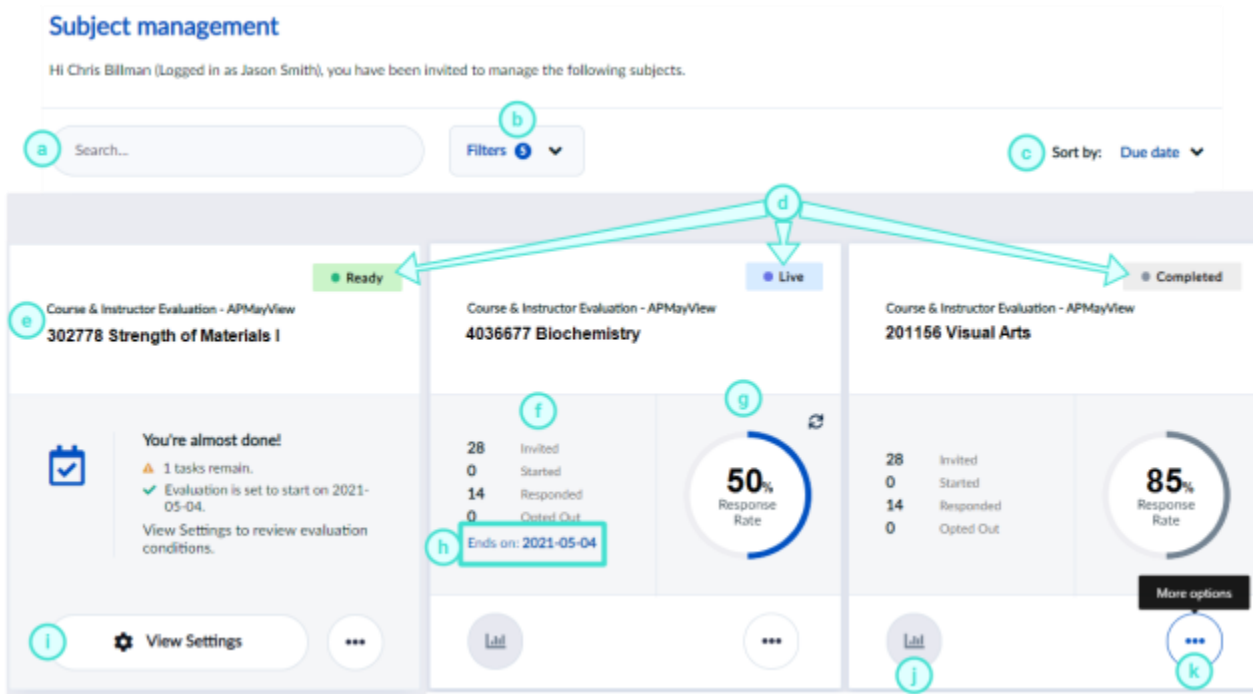 Subject management
Hi Chris Billman (Logged in as Jason Smith), you have been invited to manage the following subjects.
b
a Search... Filters 5 c Sort by: Due date
d
Ready Live Completed
e Course & Instructor Evaluation - APMayView Course & Instructor Evaluation - APMayView Course & Instructor Evaluation - APMayView
302778 Strength of Materials I 4036677 Biochemistry 201156 Visual Arts
You're almost done!
1 tasks remain.
Evaluation is set to start on 2021-
05-04.
View Settings to review evaluation
conditions.
i View Settings
f
28 Invited
0 Started
14 Responded
0 Opted Out
h Ends on: 2021-05-04
g
50%
Response
Rate
28 Invited
0 Started
14 Responded
0 Opted Out
85%
Response
Rate
More options
j
k